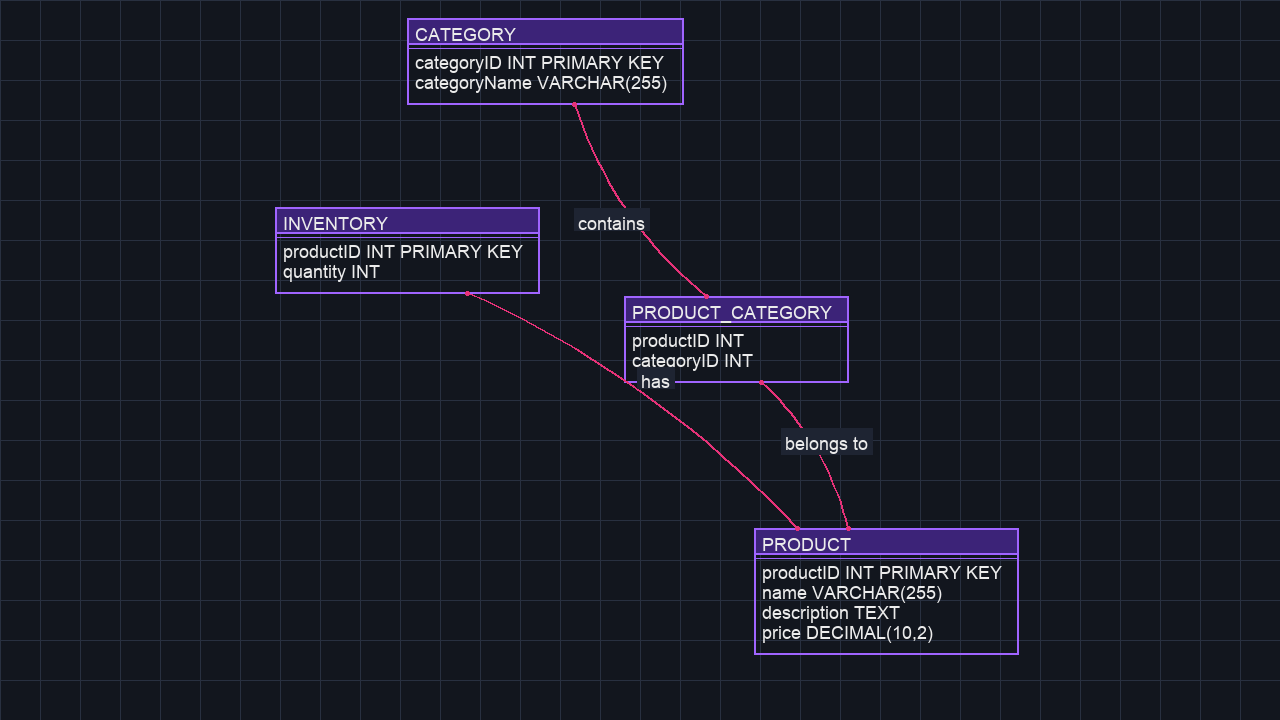 CATEGORY
categoryID INT PRIMARY KEY
categoryName VARCHAR(255)
INVENTORY
productID INT PRIMARY KEY
quantity INT
contains
PRODUCT_CATEGORY
productID INT
categoryID INT
has
belongs to
PRODUCT
productID INT PRIMARY KEY
name VARCHAR(255)
description TEXT
price DECIMAL(10,2)